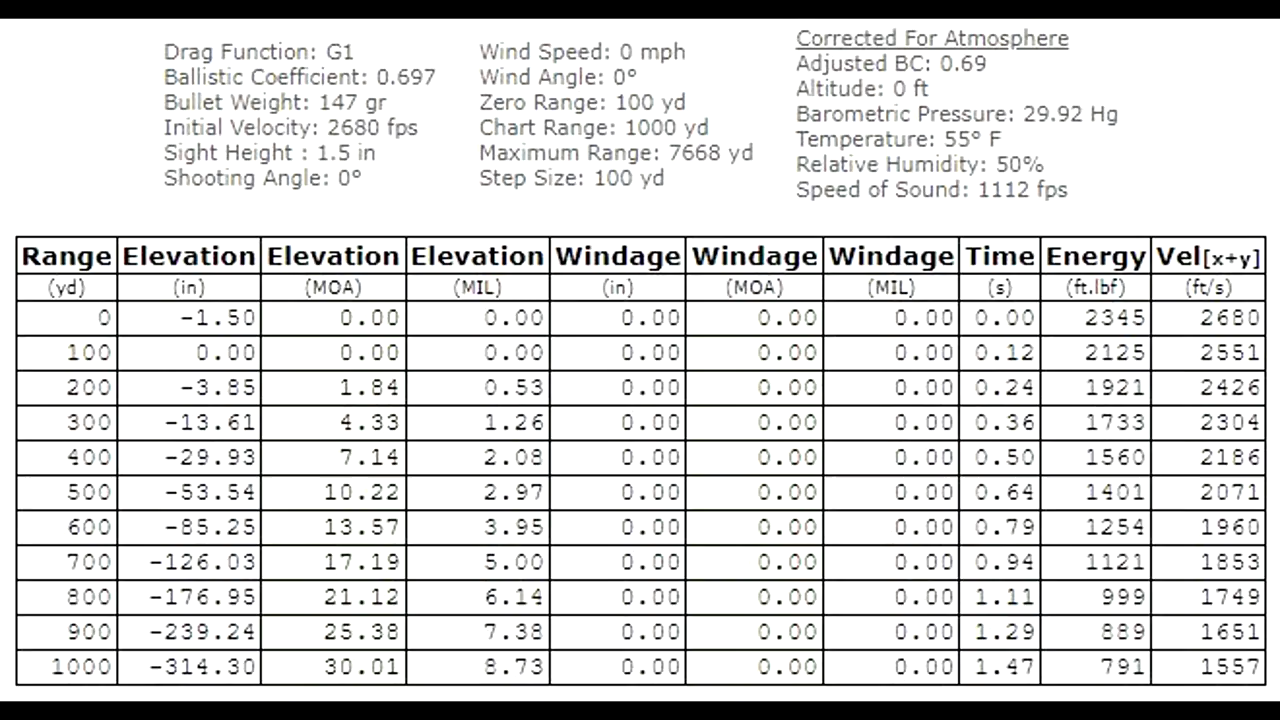 Drag Function: G1
Ballistic Coefficient: 0.697
Bullet Weight: 147 gr
Initial Velocity: 2680 fps
Sight Height : 1.5 in
Shooting Angle: 0°
Wind Speed: 0 mph
Wind Angle: 0°
Zero Range: 100 yd
Chart Range: 1000 yd
Maximum Range: 7668 yd
Step Size: 100 yd
Corrected For Atmosphere
Adjusted BC: 0.69
Altitude: 0 ft
Barometric Pressure: 29.92 Hg
Temperature: 55° F
Relative Humidity: 50%
Speed of Sound: 1112 fps
Range Elevation Elevation Elevation Windage Windage Windage Time Energy Vel[x+y]
(yd) (in) (MOA) (MIL) (in) (MOA) (MIL) (s) (ft.lbf) (ft/s)
0 -1.50 0.00 0.00 0.00 0.00 0.00 0.00 2345 2680
100 0.00 0.00 0.00 0.00 0.00 0.00 0.12 2125 2551
200 -3.85 1.84 0.53 0.00 0.00 0.00 0.24 1921 2426
300 -13.61 4.33 1.26 0.00 0.00 0.00 0.36 1733 2304
400 -29.93 7.14 2.08 0.00 0.00 0.00 0.50 1560 2186
500 -53.54 10.22 2.97 0.00 0.00 0.00 0.64 1401 2071
600 -85.25 13.57 3.95 0.00 0.00 0.00 0.79 1254 1960
700 -126.03 17.19 5.00 0.00 0.00 0.00 0.94 1121 1853
800 -176.95 21.12 6.14 0.00 0.00 0.00 1.11 999 1749
900 -239.24 25.38 7.38 0.00 0.00 0.00 1.29 889 1651
1000 -314.30 30.01 8.73 0.00 0.00 0.00 1.47 791 1557